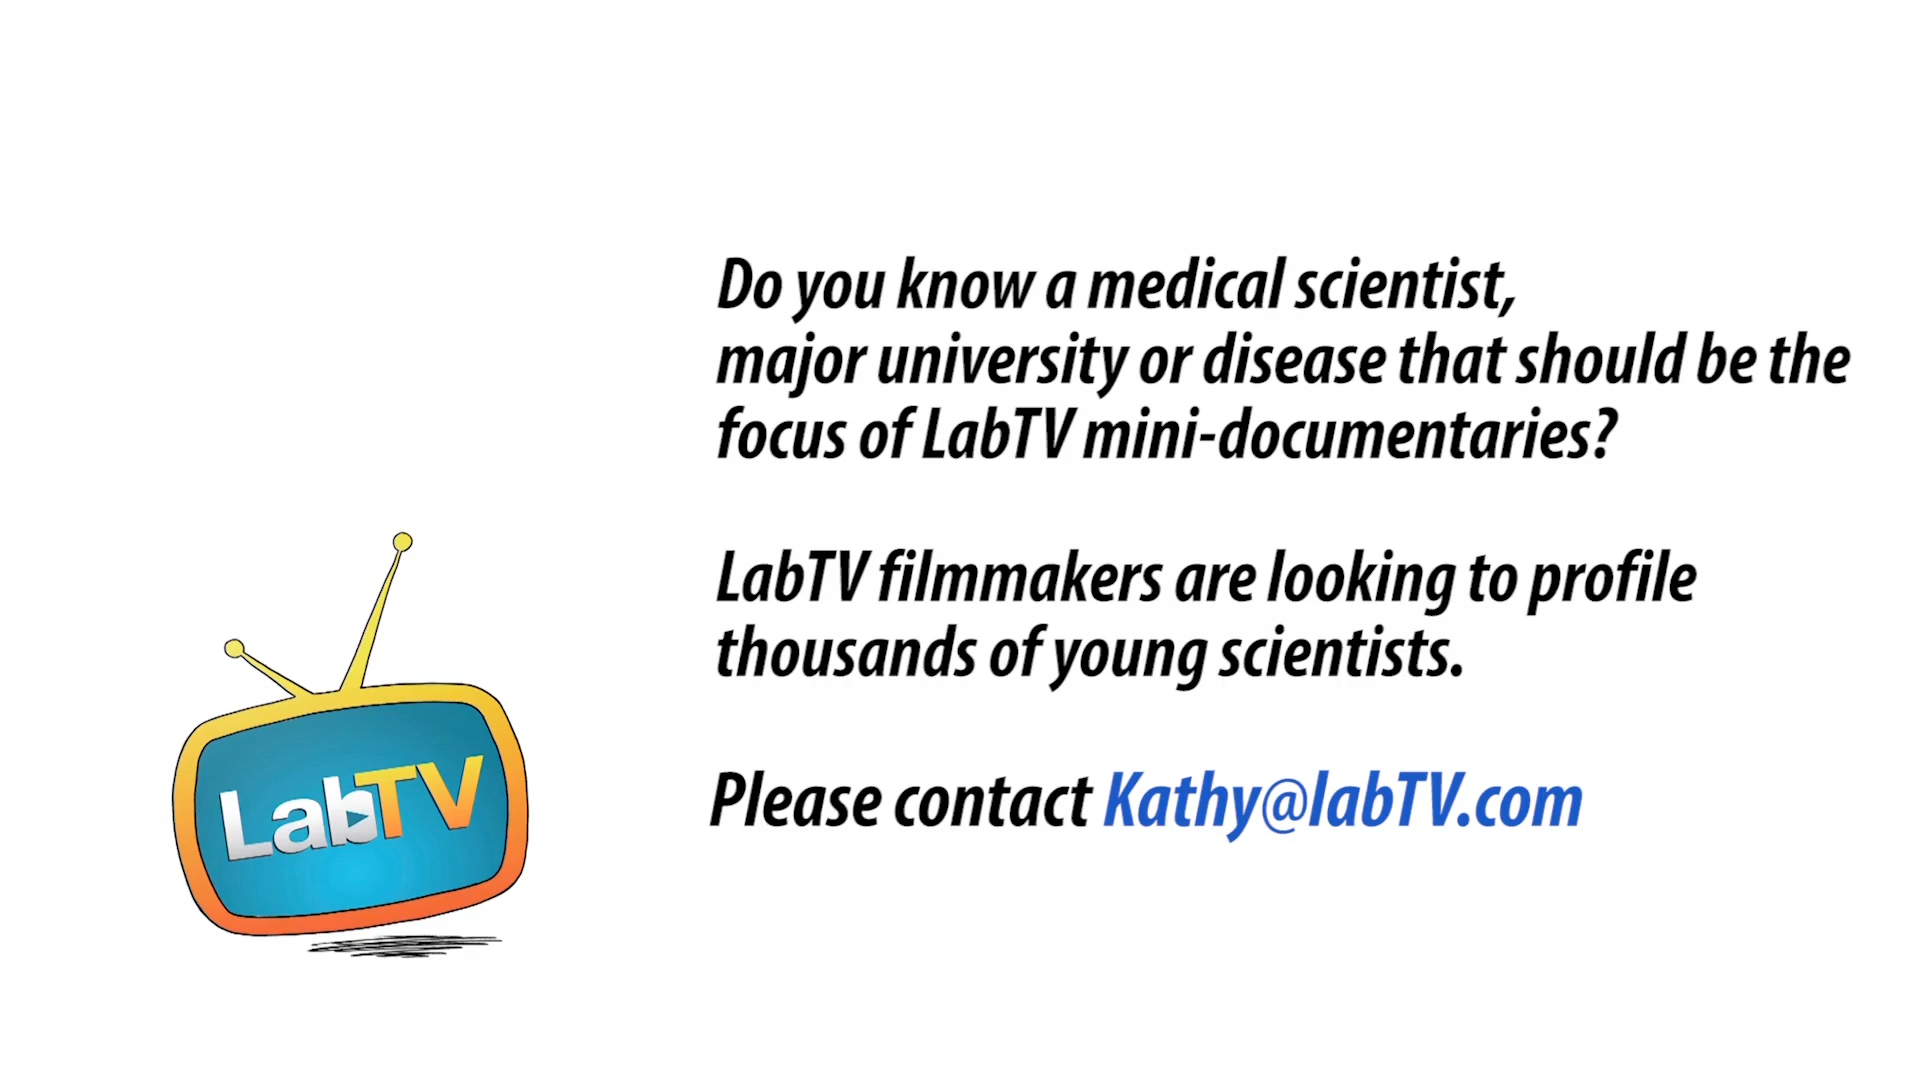 Do you know a medical scientist,
major university or disease that should be the
focus of LabTV mini-documentaries?
LabTV filmmakers are looking to profile
thousands of young scientists.
Please contact Kathy@labTV.com
LabTV